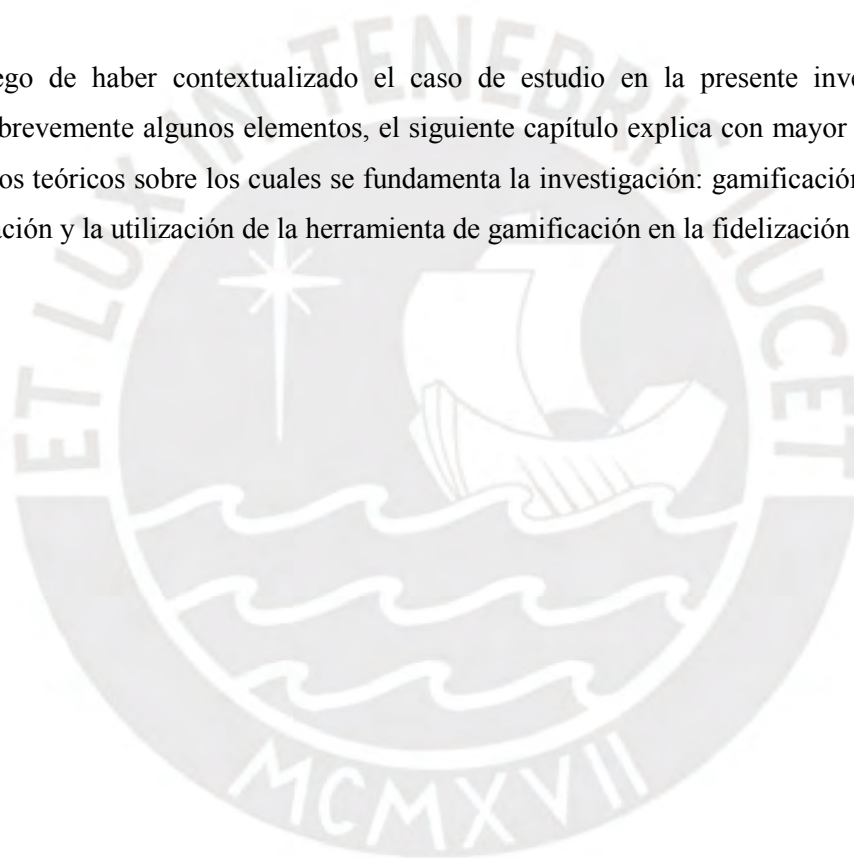 ego de haber contextualizado el caso de estudio en la presente inve
brevemente algunos elementos, el siguiente capítulo explica con mayor
os teóricos sobre los cuales se fundamenta la investigación: gamificación
ción y la utilización de la herramienta de gamificación en la fidelización
ET LUX IN TENEBRIS LUCET
MCMXVII